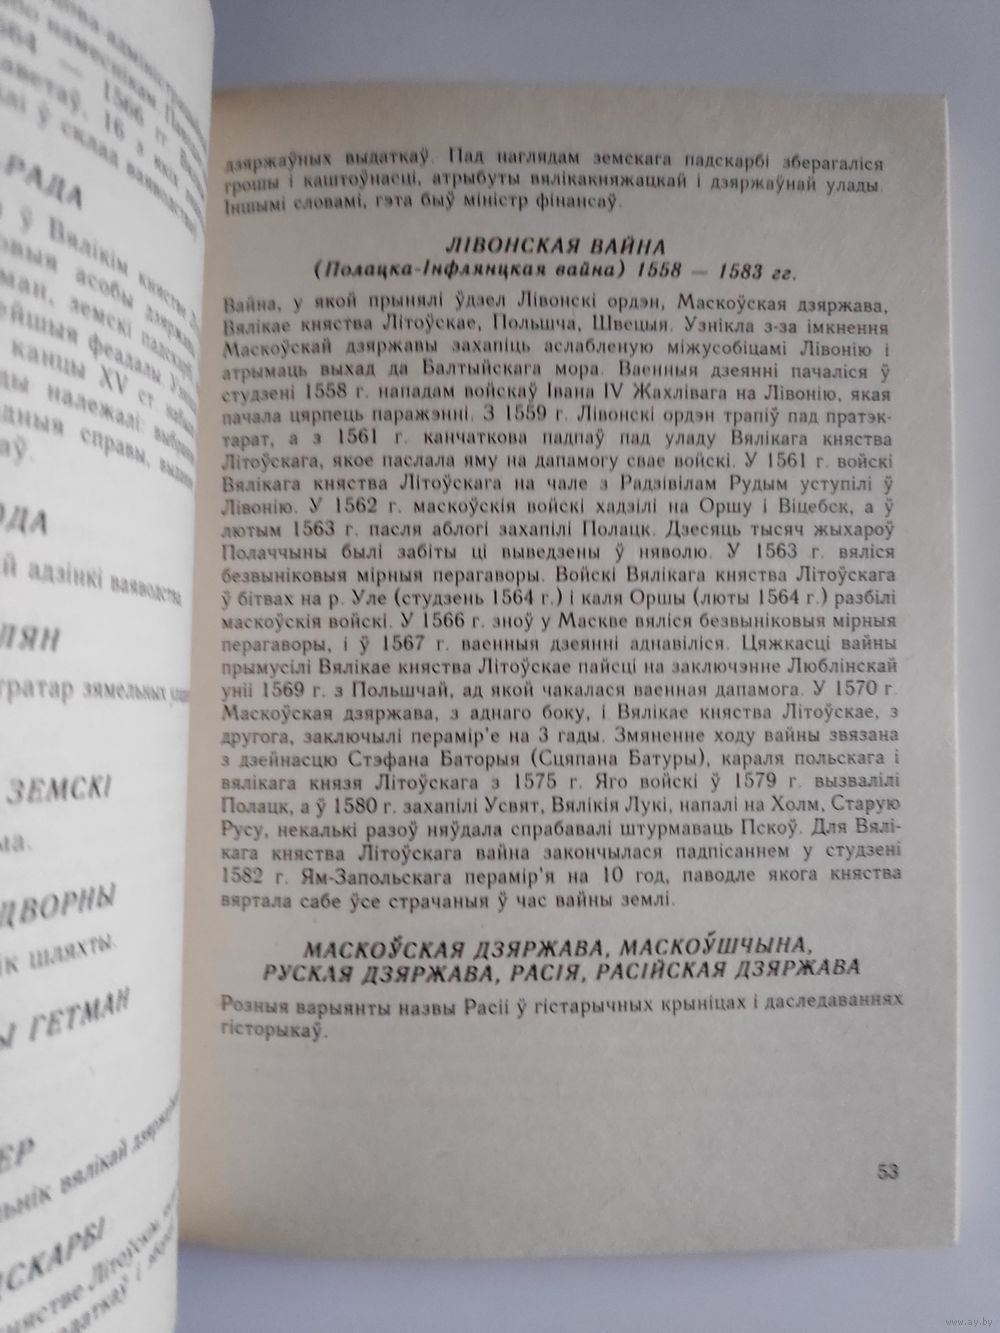 РАДА
ОДА
ЛЯН
ЗЕМСКІ
ДВОРНЫ
ік шляхты.
ГЕТМАН
дзяржаўных выдаткаў. Пад наглядам земскага падскарбі зберагаліся
грошы і каштоўнасці, атрыбуты вялікакняжацкай і дзяржаўнай улады.
Іншымі словамі, гэта быў міністр фінансаў.
ЛІВОНСКАЯ ВАЙНА
(Полацка-Інфлянцкая вайна) 1558 — 1583 гг.
Вайна, у якой прынялі ўдзел Лівонскі ордэн, Маскоўская дзяржава,
Вялікае княства Літоўскае, Польшча, Швецыя. Узнікла з-за імкнення
Маскоўскай дзяржавы захапіць аслабленую міжусобіцамі Лівонію і
атрымаць выхад да Балтыйскага мора. Ваенныя дзеянні пачаліся ў
студзені 1558 г. нападам войскаў Івана IV Жахлівага на Лівонію, якая
пачала цярпець паражэнні. З 1559 г. Лівонскі ордэн трапіў пад пратэк-
тарат, а з 1561 г. канчаткова падпаў пад уладу Вялікага княства
Літоўскага, якое паслала яму на дапамогу свае войскі. У 1561 г. войскі
Вялікага княства Літоўскага на чале з Радзівілам Рудым уступілі ў
Лівонію. У 1562 г. маскоўскія войскі хадзілі на Оршу і Віцебск, а ў
лютым 1563 г. пасля аблогі захапілі Полацк. Дзесяць тысяч жыхароў
Полаччыны былі забіты ці выведзены ў няволю. У 1563 г. вяліся
безвыніковыя мірныя перагаворы. Войскі Вялікага княства Літоўскага
ў бітвах на р. Уле (студзень 1564 г.) і каля Оршы (люты 1564 г.) разбілі
маскоўскія войскі. У 1566 г. зноў у Маскве вяліся безвыніковыя мірныя
перагаворы, і ў 1567 г. ваенныя дзеянні аднавіліся. Цяжкасці вайны
прымусілі Вялікае княства Літоўскае пайсці на заключэнне Люблінскай
уніі 1569 г. з Польшчай, ад якой чакалася ваенная дапамога. У 1570 г.
Маскоўская дзяржава, з аднаго боку, і Вялікае княства Літоўскае, з
другога, заключылі перамір'е на 3 гады. Змяненне ходу вайны звязана
з дзейнасцю Стэфана Баторыя (Сцяпана Батуры), караля польскага і
вялікага князя Літоўскага з 1575 г. Яго войскі ў 1579 г. вызвалілі
Полацк, а ў 1580 г. захапілі Усвят, Вялікія Лукі, напалі на Холм, Старую
Русу, некалькі разоў няўдала спрабавалі штурмаваць Пскоў. Для Вялі-
кага княства Літоўскага вайна закончылася падпісаннем у студзені
1582 г. Ям-Запольскага перамір'я на 10 год, паводле якога княства
вяртала сабе ўсе страчаныя ў час вайны землі.
МАСКОЎСКАЯ ДЗЯРЖАВА, МАСКОЎШЧЫНА,
РУСКАЯ ДЗЯРЖАВА, РАСІЯ, РАСІЙСКАЯ ДЗЯРЖАВА
Розныя варыянты назвы Расіі ў гістарычных крыніцах і даследаваннях
гісторыкаў.
53
www.ay.by